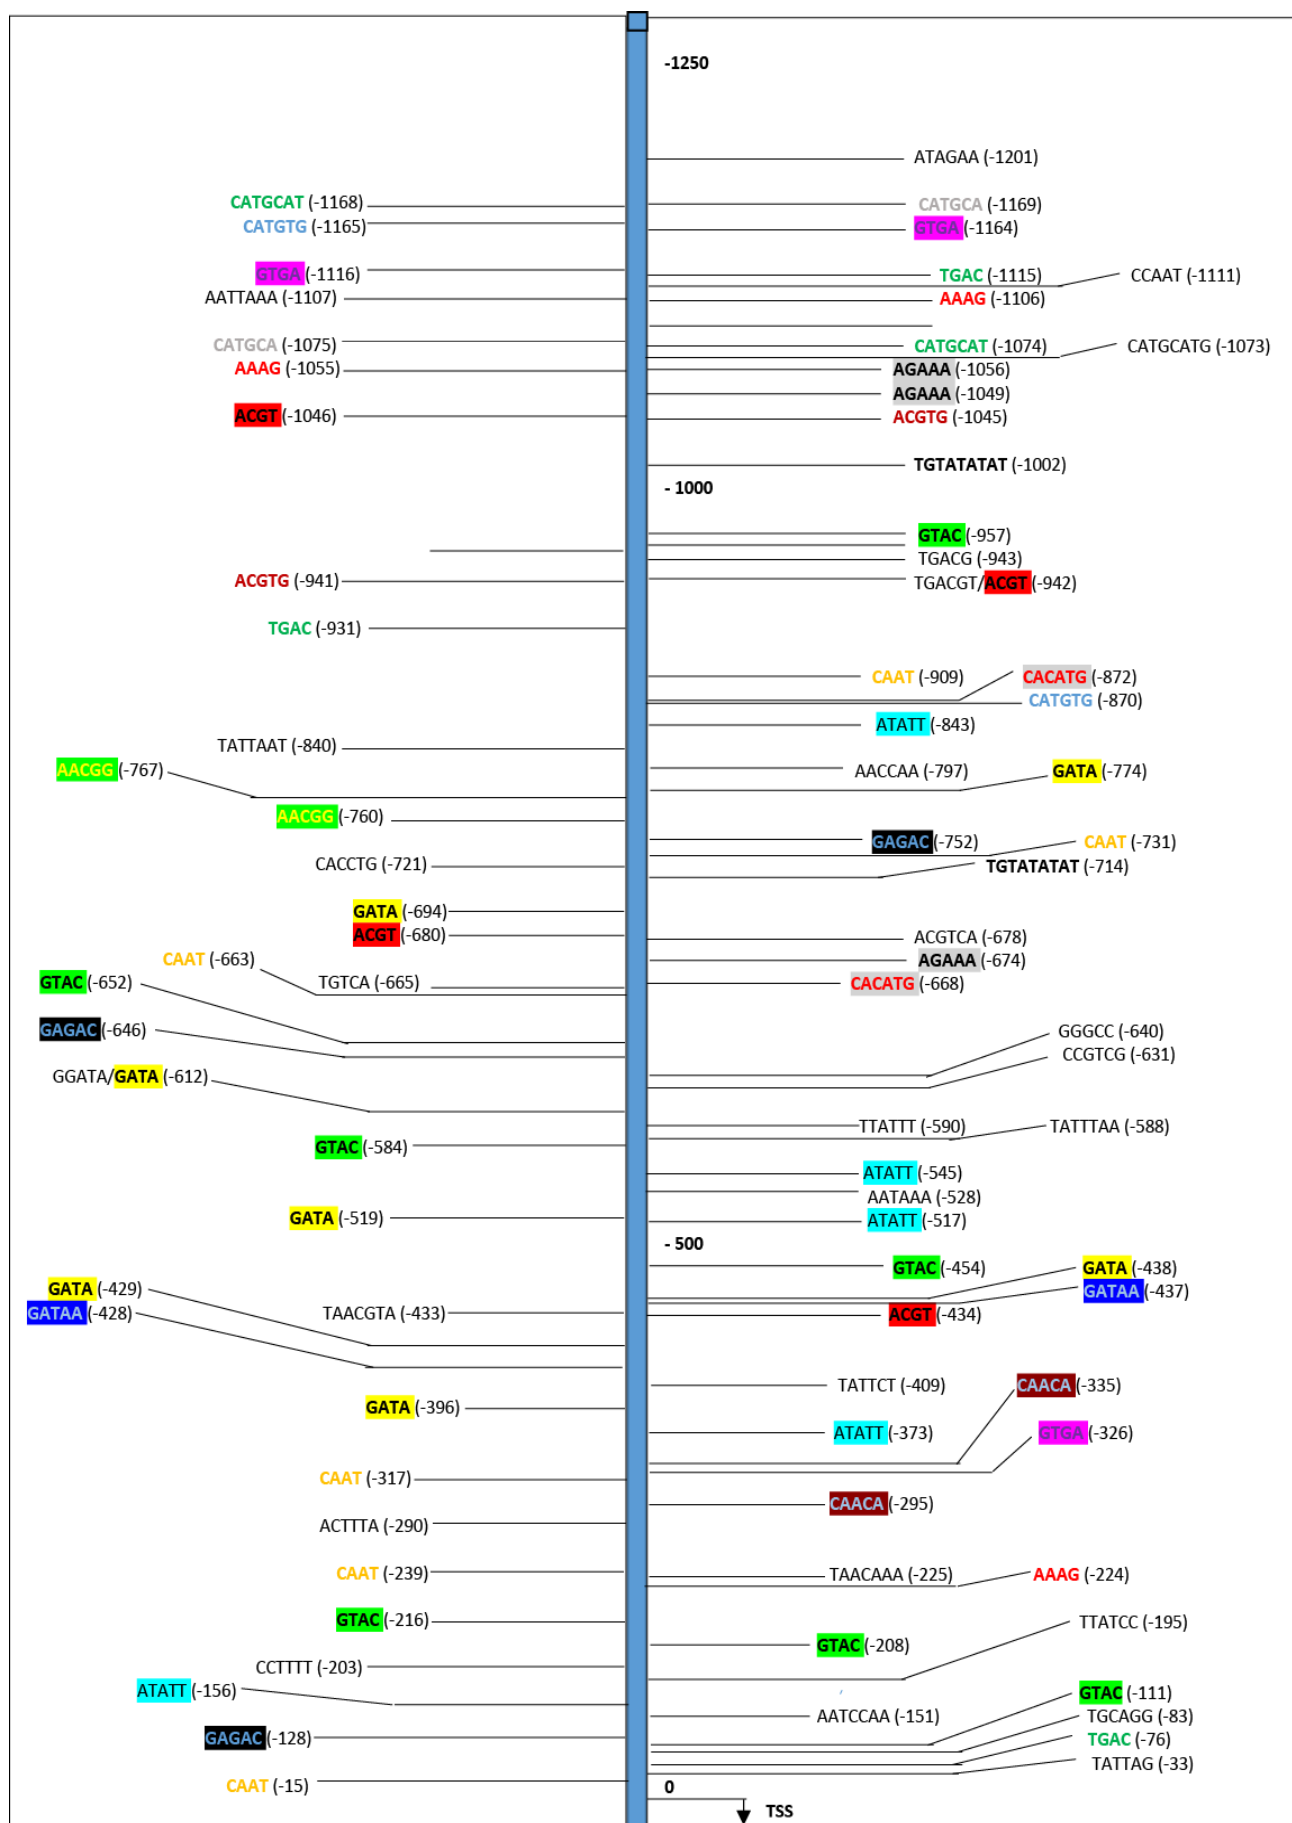 -1250
ATAGAA (-1201)
CATGCAT (-1168)
CATGCA (-1169)
CATGTG (-1165)
GTGA (-1164)
GTGA (-1116)
TGAC (-1115)
CCAAT (-1111)
AATTAAA (-1107)
AAAG (-1106)
CATGCA (-1075)
CATGCAT (-1074)
CATGCATG (-1073)
AAAG (-1055)
AGAAA (-1056)
AGAAA (-1049)
ACGT (-1046)
ACGTG (-1045)
TGTATATAT (-1002)
- 1000
GTAC (-957)
TGACG (-943)
ACGTG (-941)
TGACGT/ACGT (-942)
TGAC (-931)
CAAT (-909)
CACATG (-872)
CATGTG (-870)
ATATT (-843)
TATTAAT (-840)
AACGG (-767)
AACCAA (-797)
GATA (-774)
AACGG (-760)
GAGAC (-752)
CAAT (-731)
CACCTG (-721)
TGTATATAT (-714)
GATA (-694)
ACGT (-680)
ACGTCA (-678)
CAAT (-663)
AGAAA (-674)
GTAC (-652)
TGTCA (-665)
CACATG (-668)
GAGAC (-646)
GGGCC (-640)
CCGTCG (-631)
GGATA/GATA (-612)
TTATTT (-590)
TATTTAA (-588)
GTAC (-584)
ATATT (-545)
AATAAA (-528)
GATA (-519)
ATATT (-517)
- 500
GTAC (-454)
GATA (-438)
GATA (-429)
GATAA (-437)
GATAA (-428)
TAACGTA (-433)
ACGT (-434)
TATTCT (-409)
CAACA (-335)
GATA (-396)
ATATT (-373)
GTGA (-326)
CAAT (-317)
CAACA (-295)
ACTTTA (-290)
CAAT (-239)
TAACAAA (-225)
AAAG (-224)
GTAC (-216)
TTATCC (-195)
GTAC (-208)
CCTTTT (-203)
ATATT (-156)
GTAC (-111)
AATCCAA (-151)
TGCAGG (-83)
GAGAC (-128)
TGAC (-76)
TATTAG (-33)
CAAT (-15)
0
TSS